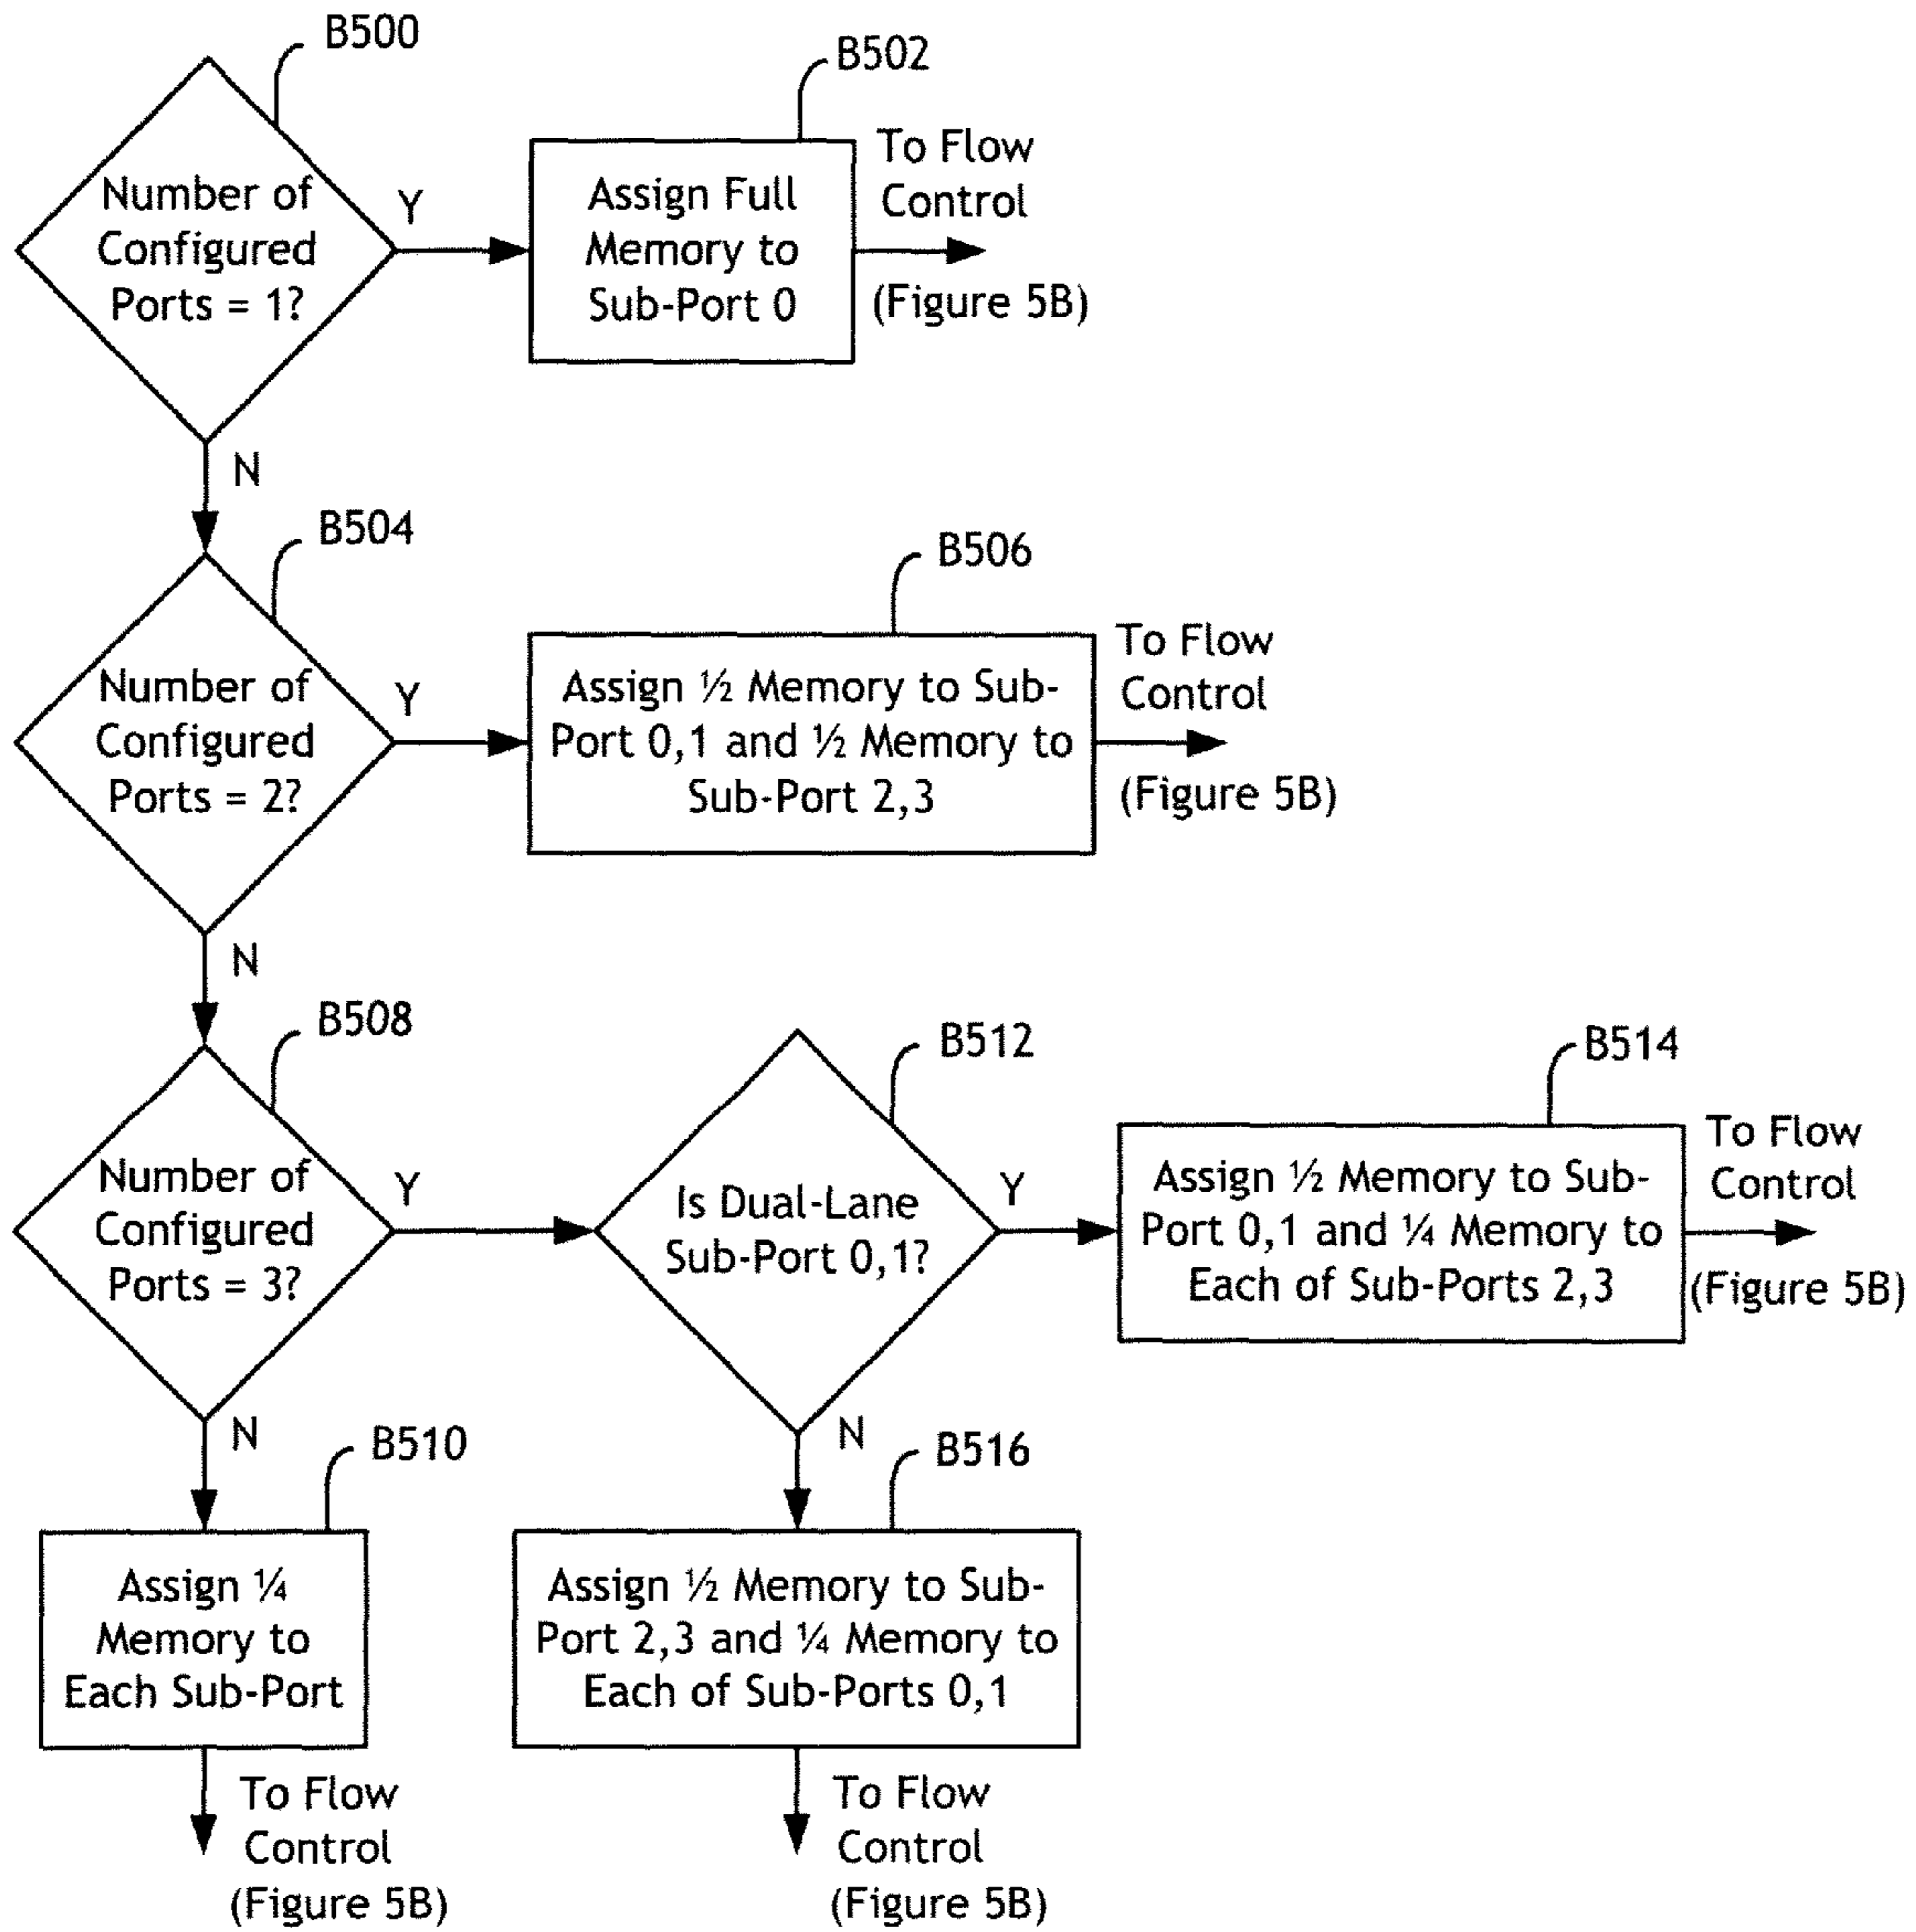 B500
B502
Number of
Configured
Ports = 1?
Y
Assign Full
Memory to
Sub-Port 0
To Flow
Control
(Figure 5B)
N
B504
B506
Number of
Configured
Ports = 2?
Y
Assign ½ Memory to Sub-
Port 0,1 and ½ Memory to
Sub-Port 2,3
To Flow
Control
(Figure 5B)
N
B508
B512
B514
Number of
Configured
Ports = 3?
Y
Is Dual-Lane
Sub-Port 0,1?
Y
Assign ½ Memory to Sub-
Port 0,1 and ¼ Memory to
Each of Sub-Ports 2,3
To Flow
Control
(Figure 5B)
N
B510
N
B516
Assign ¼
Memory to
Each Sub-Port
Assign ½ Memory to Sub-
Port 2,3 and ¼ Memory to
Each of Sub-Ports 0,1
To Flow
Control
(Figure 5B)
To Flow
Control
(Figure 5B)